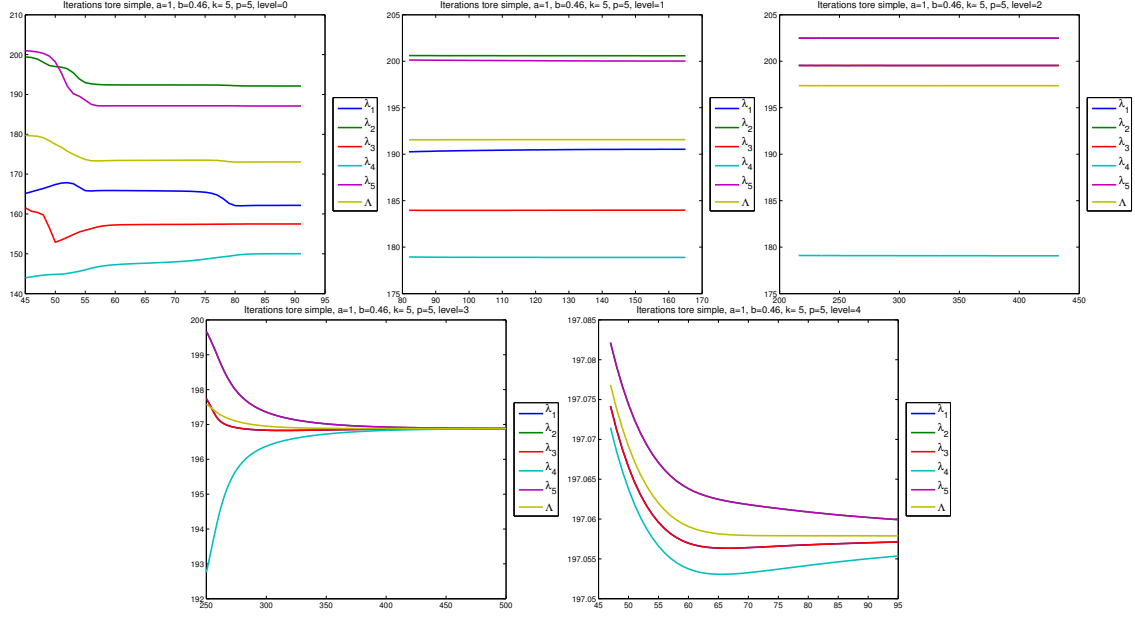 Iterations tore simple, a=1, b=0.46, k= 5, p=5, level=0
210
200
190
180
170
160
150
140
45 50 55 60 65 70 75 80 85 90 95
λ1
λ2
λ3
λ4
λ5
Λ
Iterations tore simple, a=1, b=0.46, k= 5, p=5, level=1
205
200
195
190
185
180
175
80 90 100 110 120 130 140 150 160 170
λ1
λ2
λ3
λ4
λ5
Λ
Iterations tore simple, a=1, b=0.46, k= 5, p=5, level=2
205
200
195
190
185
180
175
200 250 300 350 400 450
λ1
λ2
λ3
λ4
λ5
Λ
Iterations tore simple, a=1, b=0.46, k= 5, p=5, level=3
200
199
198
197
196
195
194
193
192
250 300 350 400 450 500
λ1
λ2
λ3
λ4
λ5
Λ
Iterations tore simple, a=1, b=0.46, k= 5, p=5, level=4
197.085
197.08
197.075
197.07
197.065
197.06
197.055
197.05
45 50 55 60 65 70 75 80 85 90 95
λ1
λ2
λ3
λ4
λ5
Λ